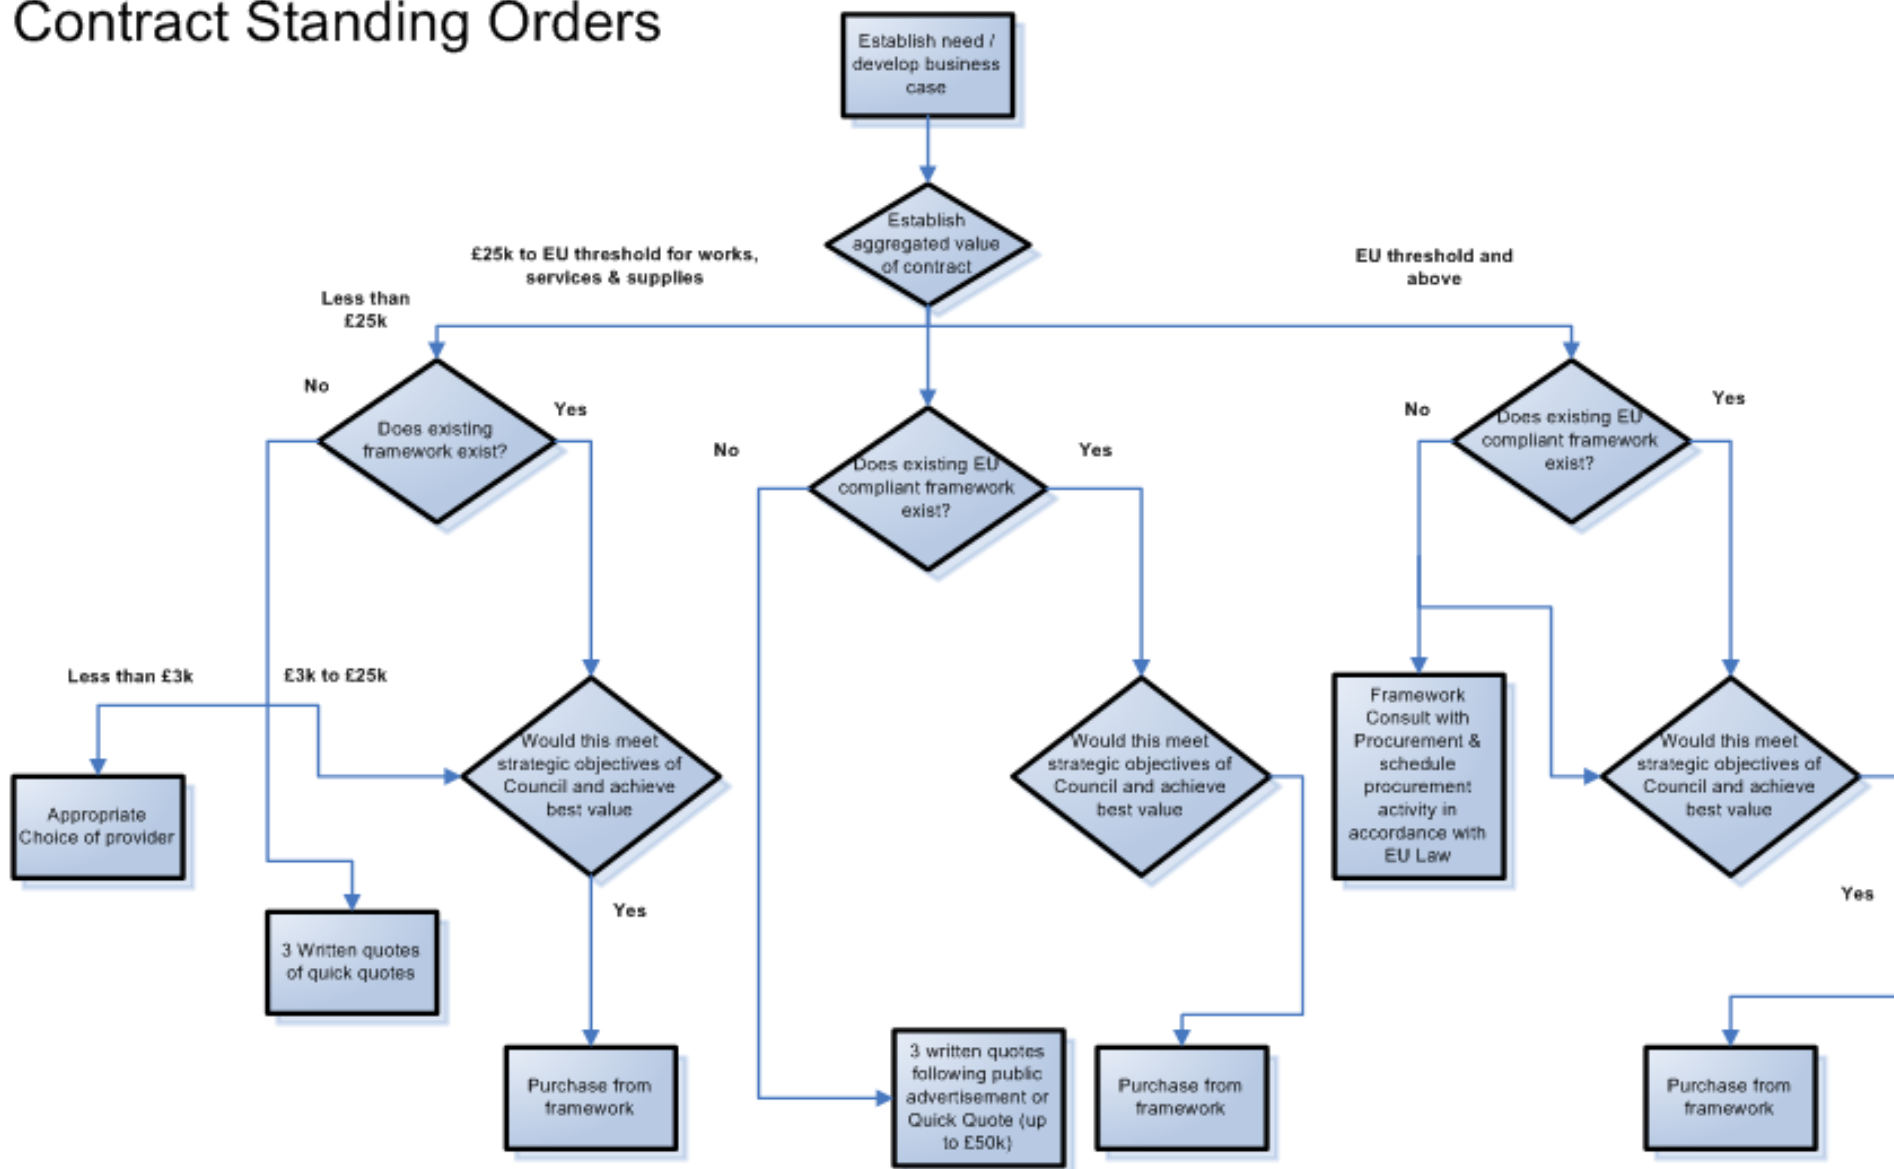 Contract Standing Orders
Establish need /
develop business
case
Establish
aggregated value
of contract
£25k to EU threshold for works,
services & supplies
EU threshold and
above
Less than
£25k
No
Does existing
framework exist?
Yes
No
Does existing EU
compliant framework
exist?
Yes
No
Does existing EU
compliant framework
exist?
Yes
Less than £3k
£3k to £25k
Appropriate
Choice of provider
3 Written quotes
of quick quotes
Would this meet
strategic objectives of
Council and achieve
best value
Yes
Purchase from
framework
Would this meet
strategic objectives of
Council and achieve
best value
3 written quotes
following public
advertisement or
Quick Quote (up
to £50k)
Purchase from
framework
Framework
Consult with
Procurement &
schedule
procurement
activity in
accordance with
EU Law
Would this meet
strategic objectives of
Council and achieve
best value
Yes
Purchase from
framework